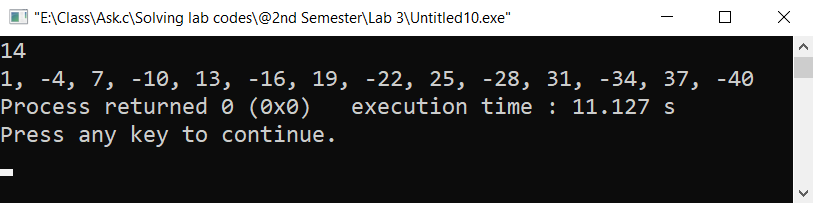 "E:\Class\Ask.c\Solving lab codes\@2nd Semester\Lab 3\Untitled10.exe"
14
1, -4, 7, -10, 13, -16, 19, -22, 25, -28, 31, -34, 37, -40
Process returned 0 (0x0)   execution time : 11.127 s
Press any key to continue.